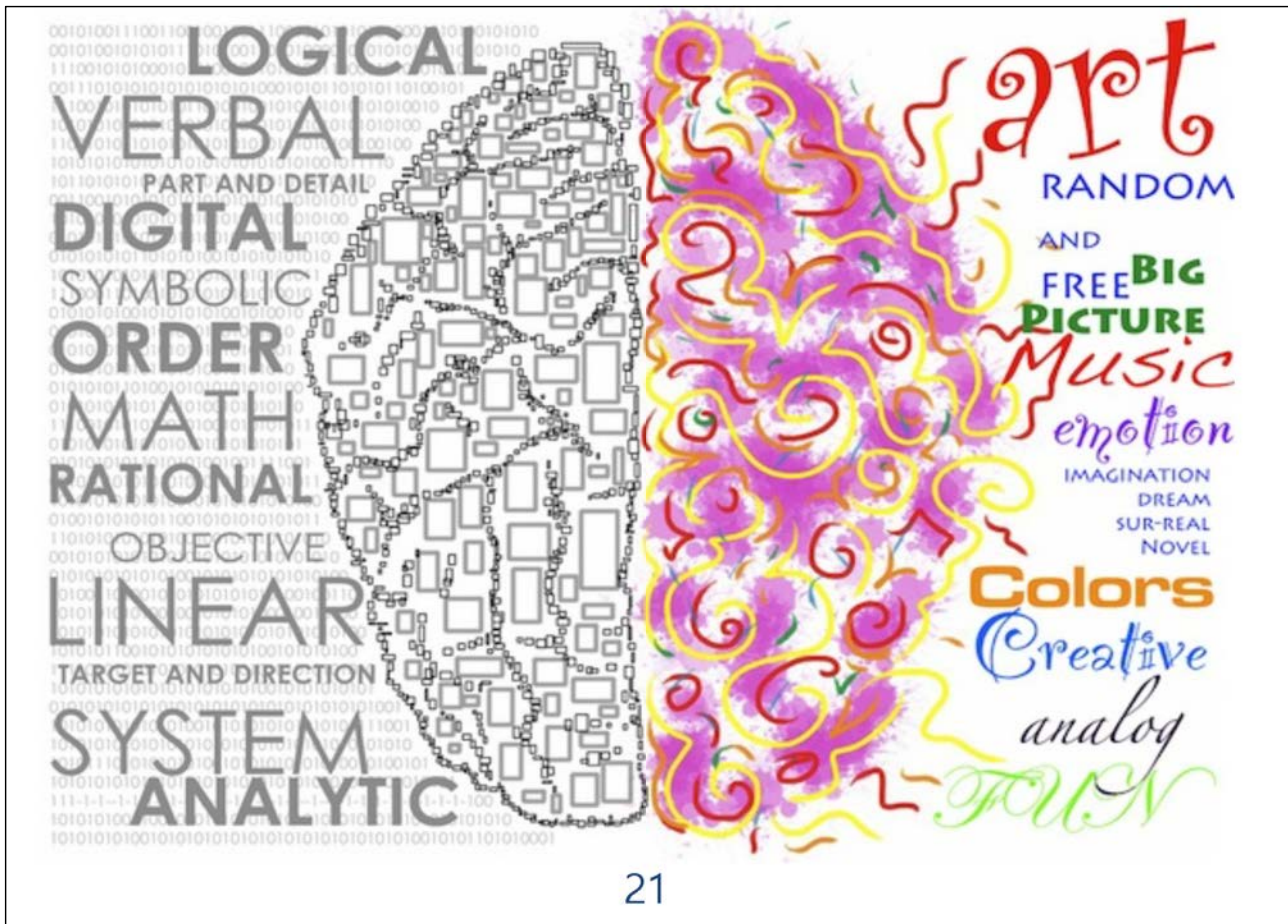 LOGICAL
VERBAL
PART AND DETAIL
DIGITAL
SYMBOLIC
ORDER
MATH
RATIONAL
OBJECTIVE
LINEAR
TARGET AND DIRECTION
SYSTEM
ANALYTIC
art
RANDOM
AND
FREE
BIG
PICTURE
Music
emotion
IMAGINATION
DREAM
SUR-REAL
NOVEL
Colors
Creative
analog
FUN
21